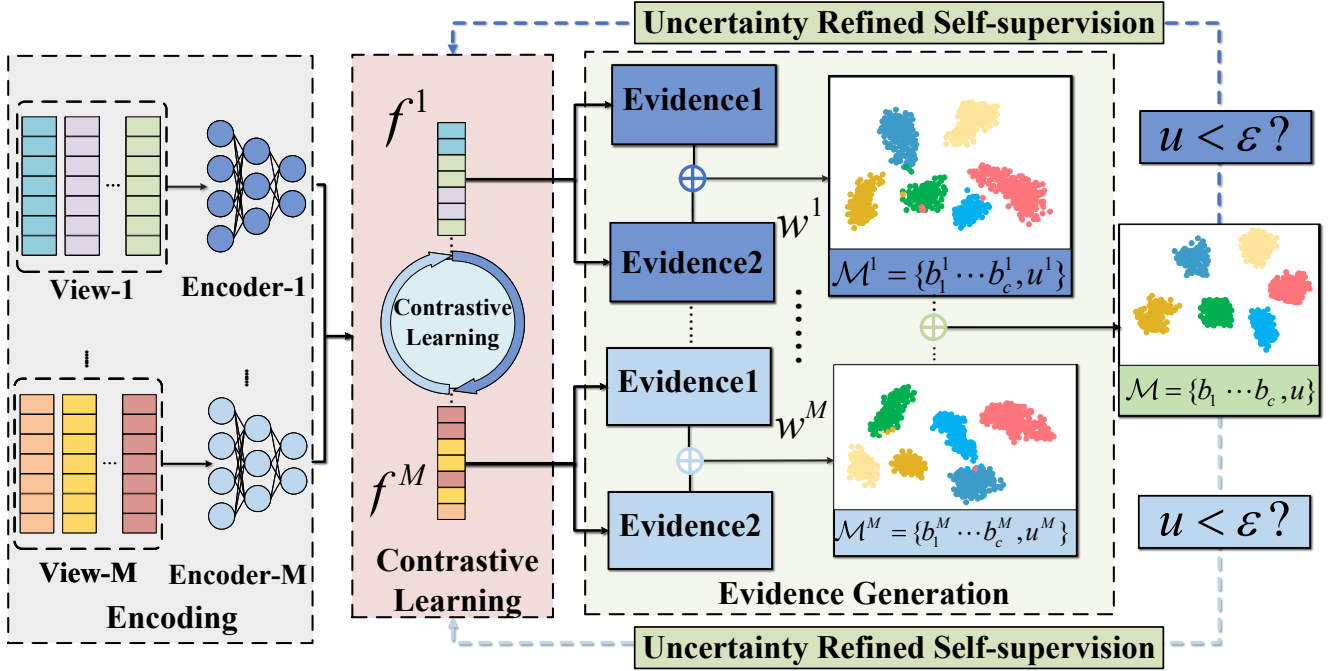 Uncertainty Refined Self-supervision
View-1
...
Encoder-1
View-M
...
Encoder-M
Encoding
f^1
Contrastive
Learning
f^M
Contrastive
Learning
Evidence1
Evidence2
w^1
Evidence1
Evidence2
w^M
M^1 = {b_1^1 ⋯ b_c^1, u^1}
M^M = {b_1^M ⋯ b_c^M, u^M}
Evidence Generation
u < ε ?
M = {b_1 ⋯ b_c, u}
u < ε ?
Uncertainty Refined Self-supervision